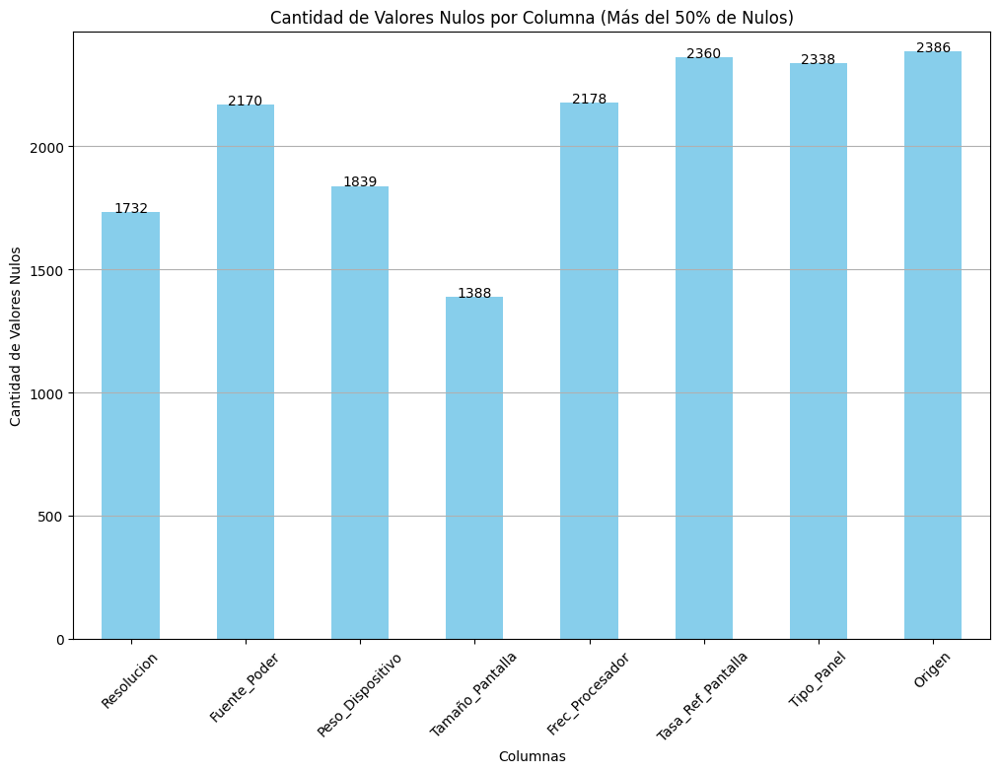 Cantidad de Valores Nulos por Columna (Más del 50% de Nulos)
2386
2360
2338
2178
2170
1839
1732
1388
2000
1500
1000
500
0
Cantidad de Valores Nulos
Resolucion
Fuente_Poder
Peso_Dispositivo
Tamaño_Pantalla
Frec_Procesador
Tasa_Ref_Pantalla
Tipo_Panel
Origen
Columnas